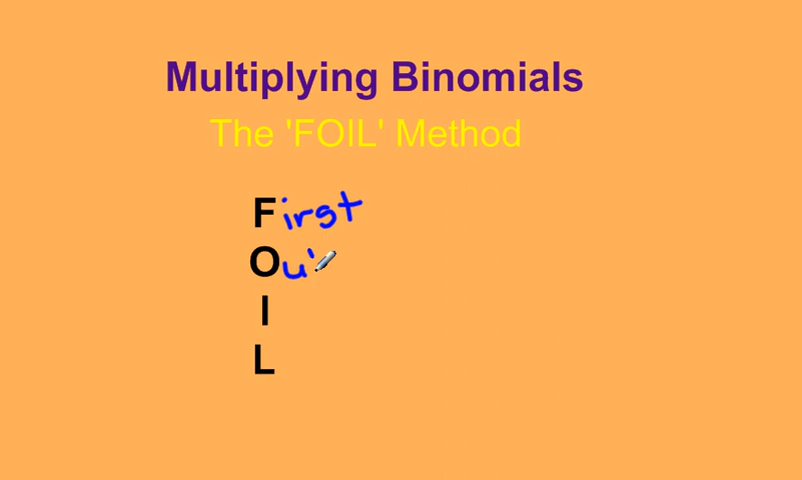 Multiplying Binomials
The 'FOIL' Method
First
Ou
I
L